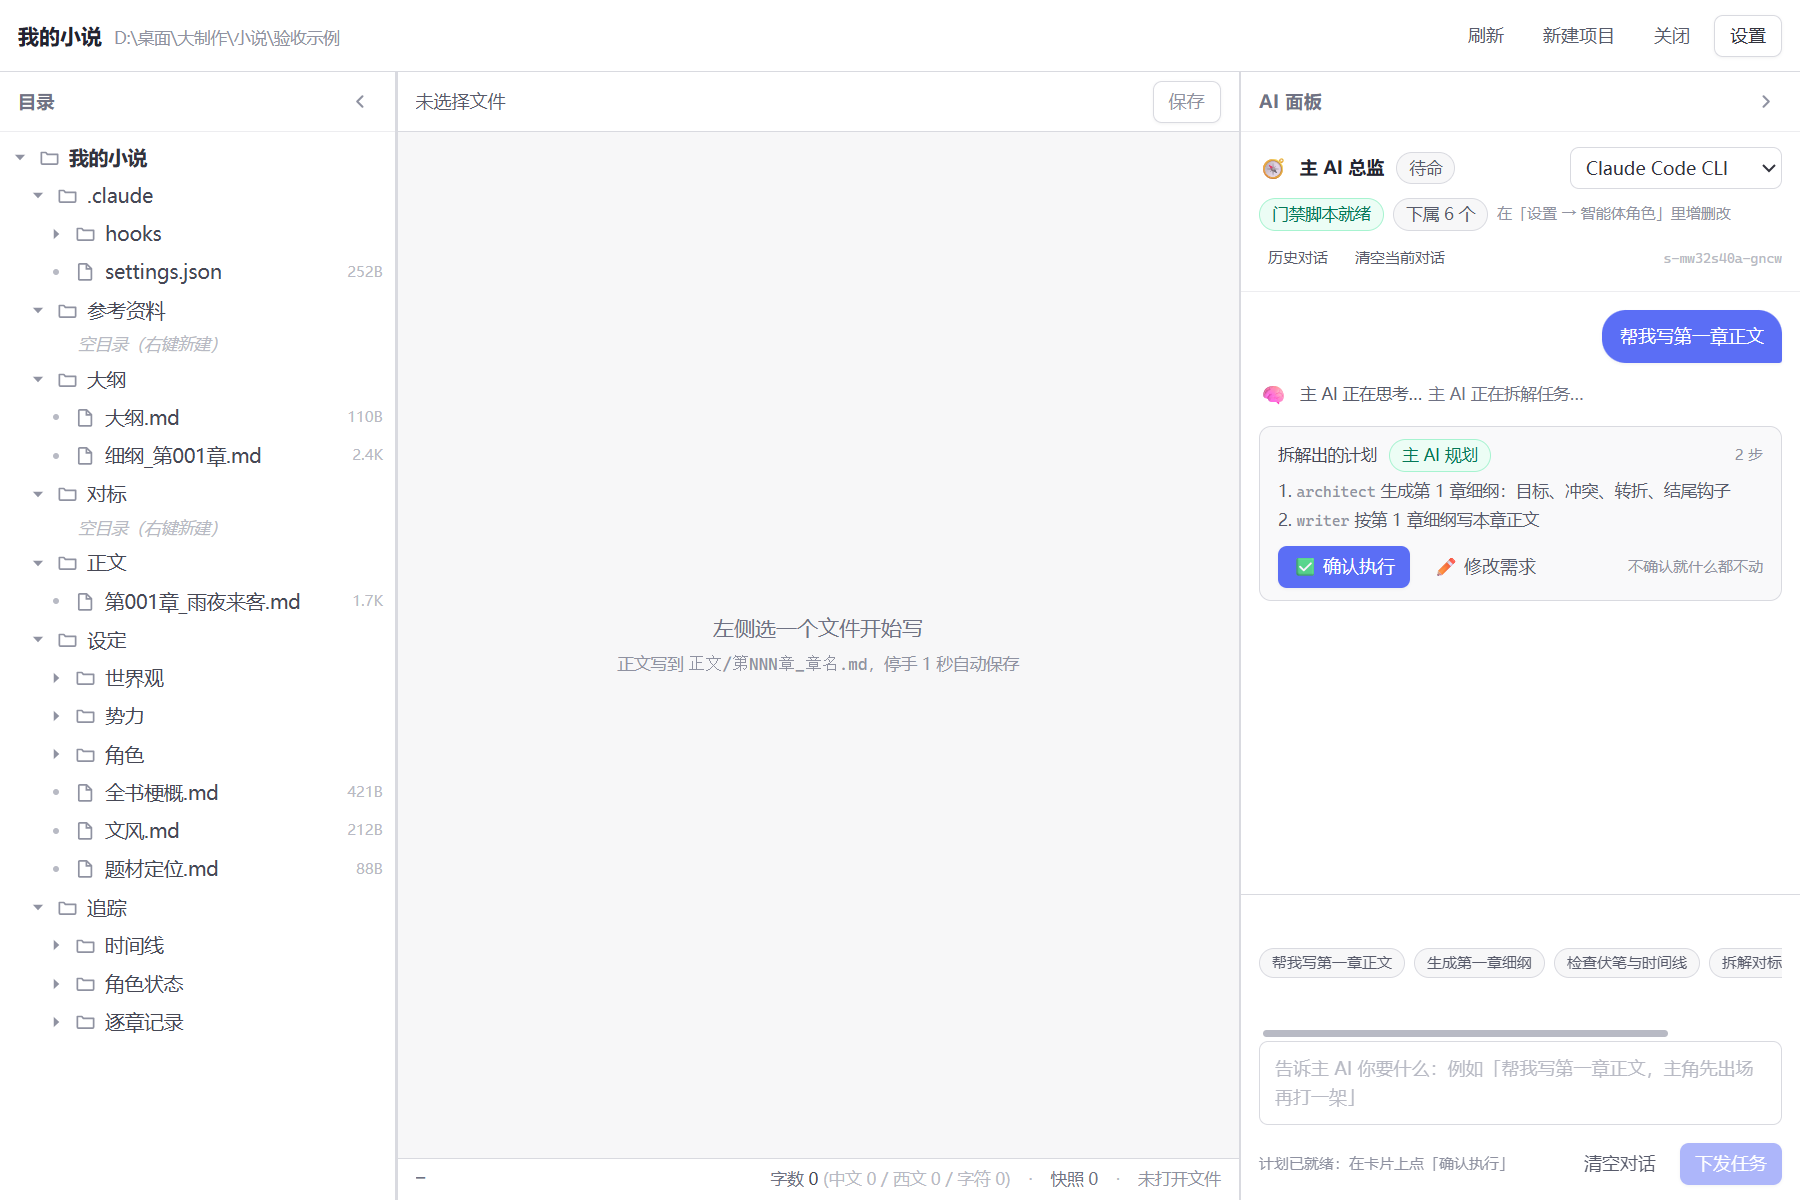 我的小说 D:\桌面\大制作\小说\验收示例
刷新 新建项目 关闭 设置
目录
我的小说
.claude
hooks
settings.json 252B
参考资料
空目录（右键新建）
大纲
大纲.md 110B
细纲_第001章.md 2.4K
对标
空目录（右键新建）
正文
第001章_雨夜来客.md 1.7K
设定
世界观
势力
角色
全书梗概.md 421B
文风.md 212B
题材定位.md 88B
追踪
时间线
角色状态
逐章记录
未选择文件 保存
左侧选一个文件开始写
正文写到 正文/第NNN章_章名.md，停手 1 秒自动保存
– 字数 0 (中文 0 / 西文 0 / 字符 0) · 快照 0 · 未打开文件
AI 面板
主 AI 总监 待命 Claude Code CLI
门禁脚本就绪 下属 6 个 在「设置 → 智能体角色」里增删改
历史对话 清空当前对话 s-mw32s40a-gncw
帮我写第一章正文
主 AI 正在思考... 主 AI 正在拆解任务...
拆解出的计划 主 AI 规划 2 步
1. architect 生成第 1 章细纲：目标、冲突、转折、结尾钩子
2. writer 按第 1 章细纲写本章正文
确认执行 修改需求 不确认就什么都不动
帮我写第一章正文 生成第一章细纲 检查伏笔与时间线 拆解对标
告诉主 AI 你要什么：例如「帮我写第一章正文，主角先出场
再打一架」
计划已就绪：在卡片上点「确认执行」 清空对话 下发任务